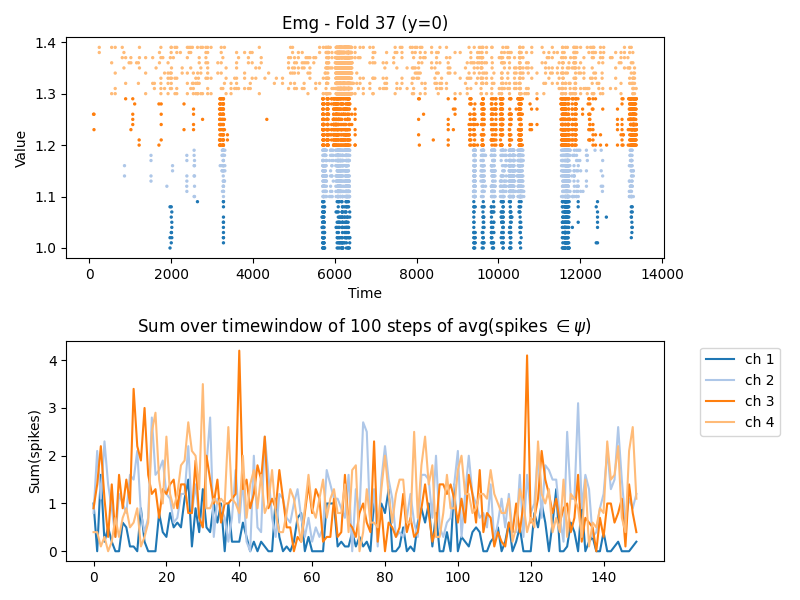 Emg - Fold 37 (y=0)
1.4
1.3
1.2
1.1
1.0
Value
0 2000 4000 6000 8000 10000 12000 14000
Time
Sum over timewindow of 100 steps of avg(spikes ∈ ψ)
4
3
2
1
0
Sum(spikes)
0 20 40 60 80 100 120 140
ch 1
ch 2
ch 3
ch 4